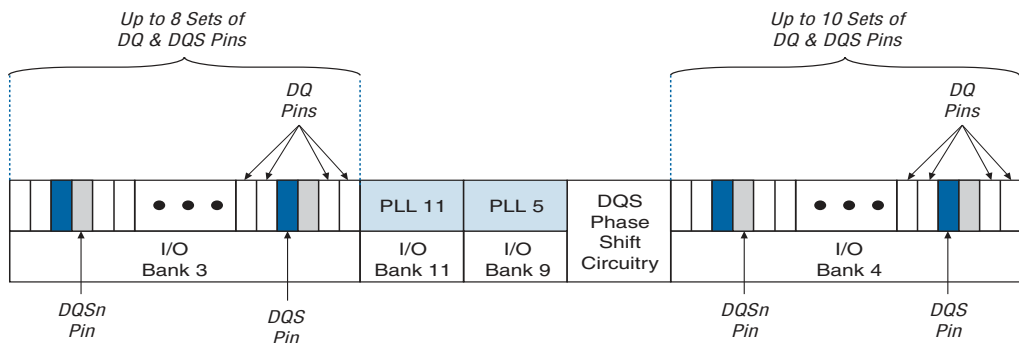 Up to 8 Sets of
DQ & DQS Pins
Up to 10 Sets of
DQ & DQS Pins
DQ
Pins
DQ
Pins
PLL 11
PLL 5
DQS
Phase
Shift
Circuitry
I/O
Bank 3
I/O
Bank 11
I/O
Bank 9
I/O
Bank 4
DQSn
Pin
DQS
Pin
DQSn
Pin
DQS
Pin